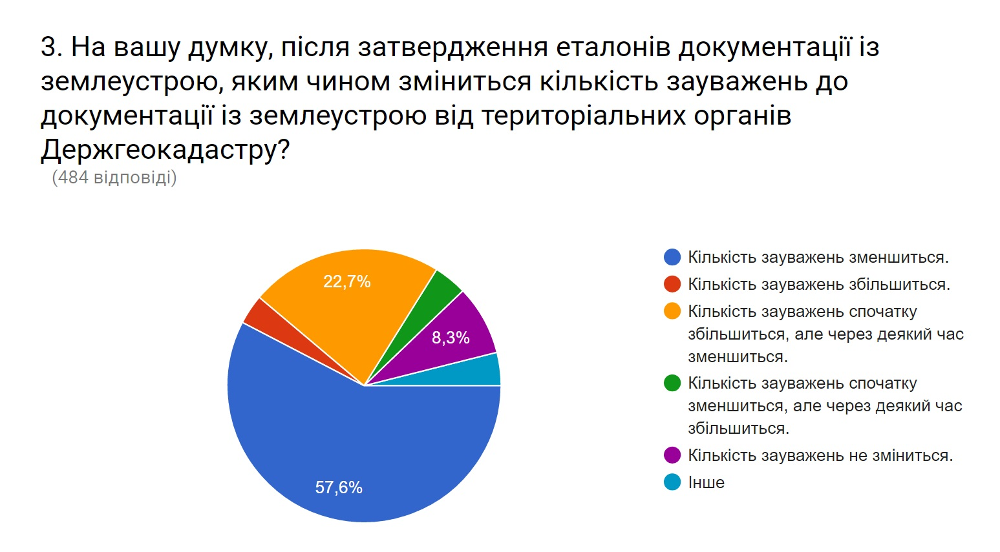 3. На вашу думку, після затвердження еталонів документації із
землеустрою, яким чином зміниться кількість зауважень до
документації із землеустрою від територіальних органів
Держгеокадастру?
(484 відповіді)
22,7%
8,3%
57,6%
Кількість зауважень зменшиться.
Кількість зауважень збільшиться.
Кількість зауважень спочатку
збільшиться, але через деякий час
зменшиться.
Кількість зауважень спочатку
зменшиться, але через деякий час
збільшиться.
Кількість зауважень не зміниться.
Інше